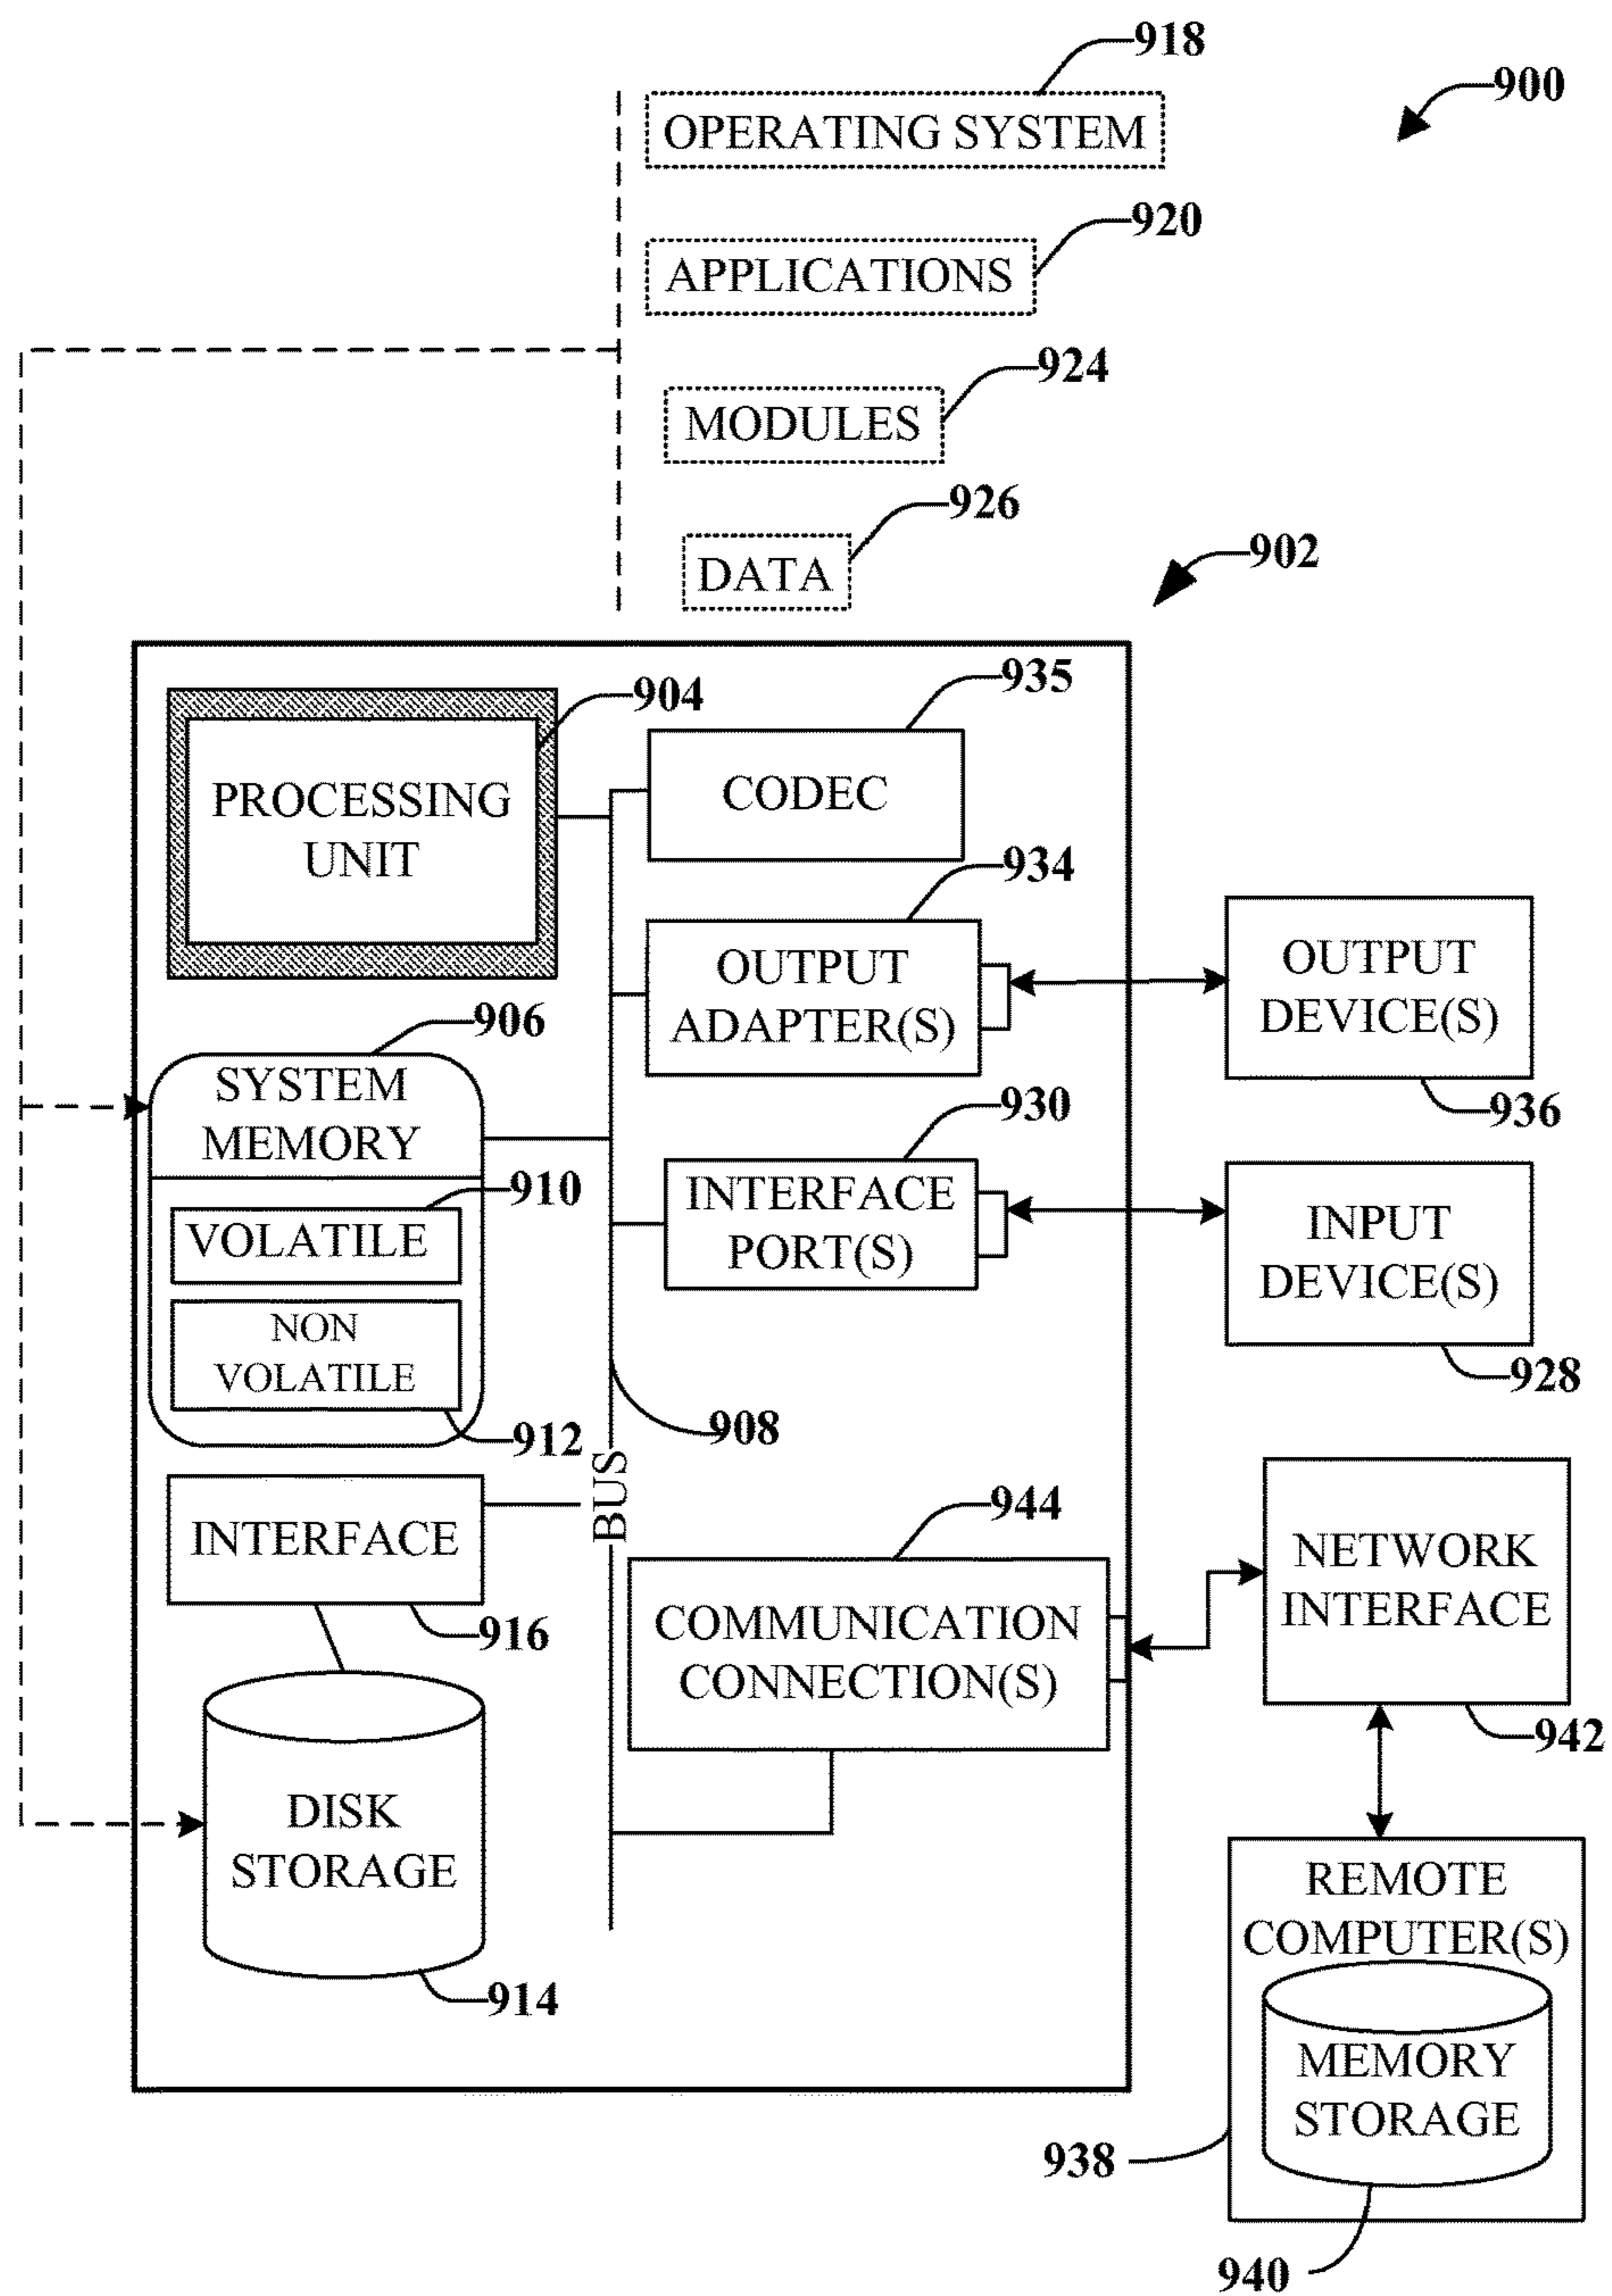 918
900
OPERATING SYSTEM
920
APPLICATIONS
924
MODULES
926
DATA
902
904
PROCESSING
UNIT
935
CODEC
934
OUTPUT
ADAPTER(S)
OUTPUT
DEVICE(S)
936
906
SYSTEM
MEMORY
910
VOLATILE
NON
VOLATILE
912
930
INTERFACE
PORT(S)
INPUT
DEVICE(S)
928
908
BUS
INTERFACE
916
944
COMMUNICATION
CONNECTION(S)
NETWORK
INTERFACE
942
DISK
STORAGE
914
REMOTE
COMPUTER(S)
MEMORY
STORAGE
938
940